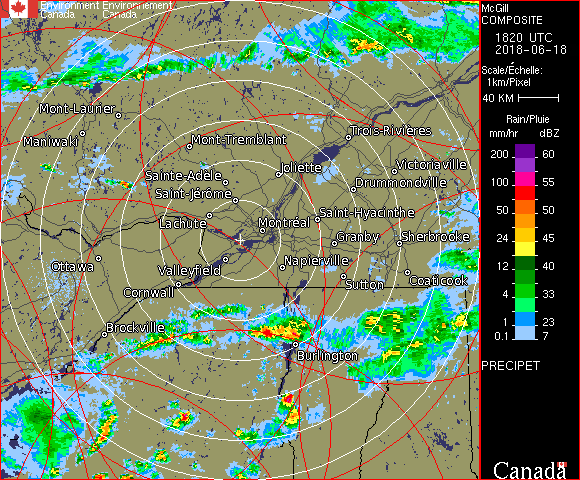 Environment Environnement
Canada Canada
McGill
COMPOSITE
1820 UTC
2018-06-18
Scale/Échelle:
1km/Pixel
40 KM
Rain/Pluie
mm/hr dBZ
200 60
100 55
50 50
24 45
12 40
4 33
1 23
0.1 7
PRECIPET
Canada
Mont-Laurier
Maniwaki
Mont-Tremblant
Trois-Rivières
Joliette
Victoriaville
Sainte-Adèle
Drummondville
Saint-Jérôme
Saint-Hyacinthe
Lachute
Montréal
Granby
Sherbrooke
Ottawa
Valleyfield
Napierville
Cornwall
Sutton
Coaticook
Brockville
Burlington